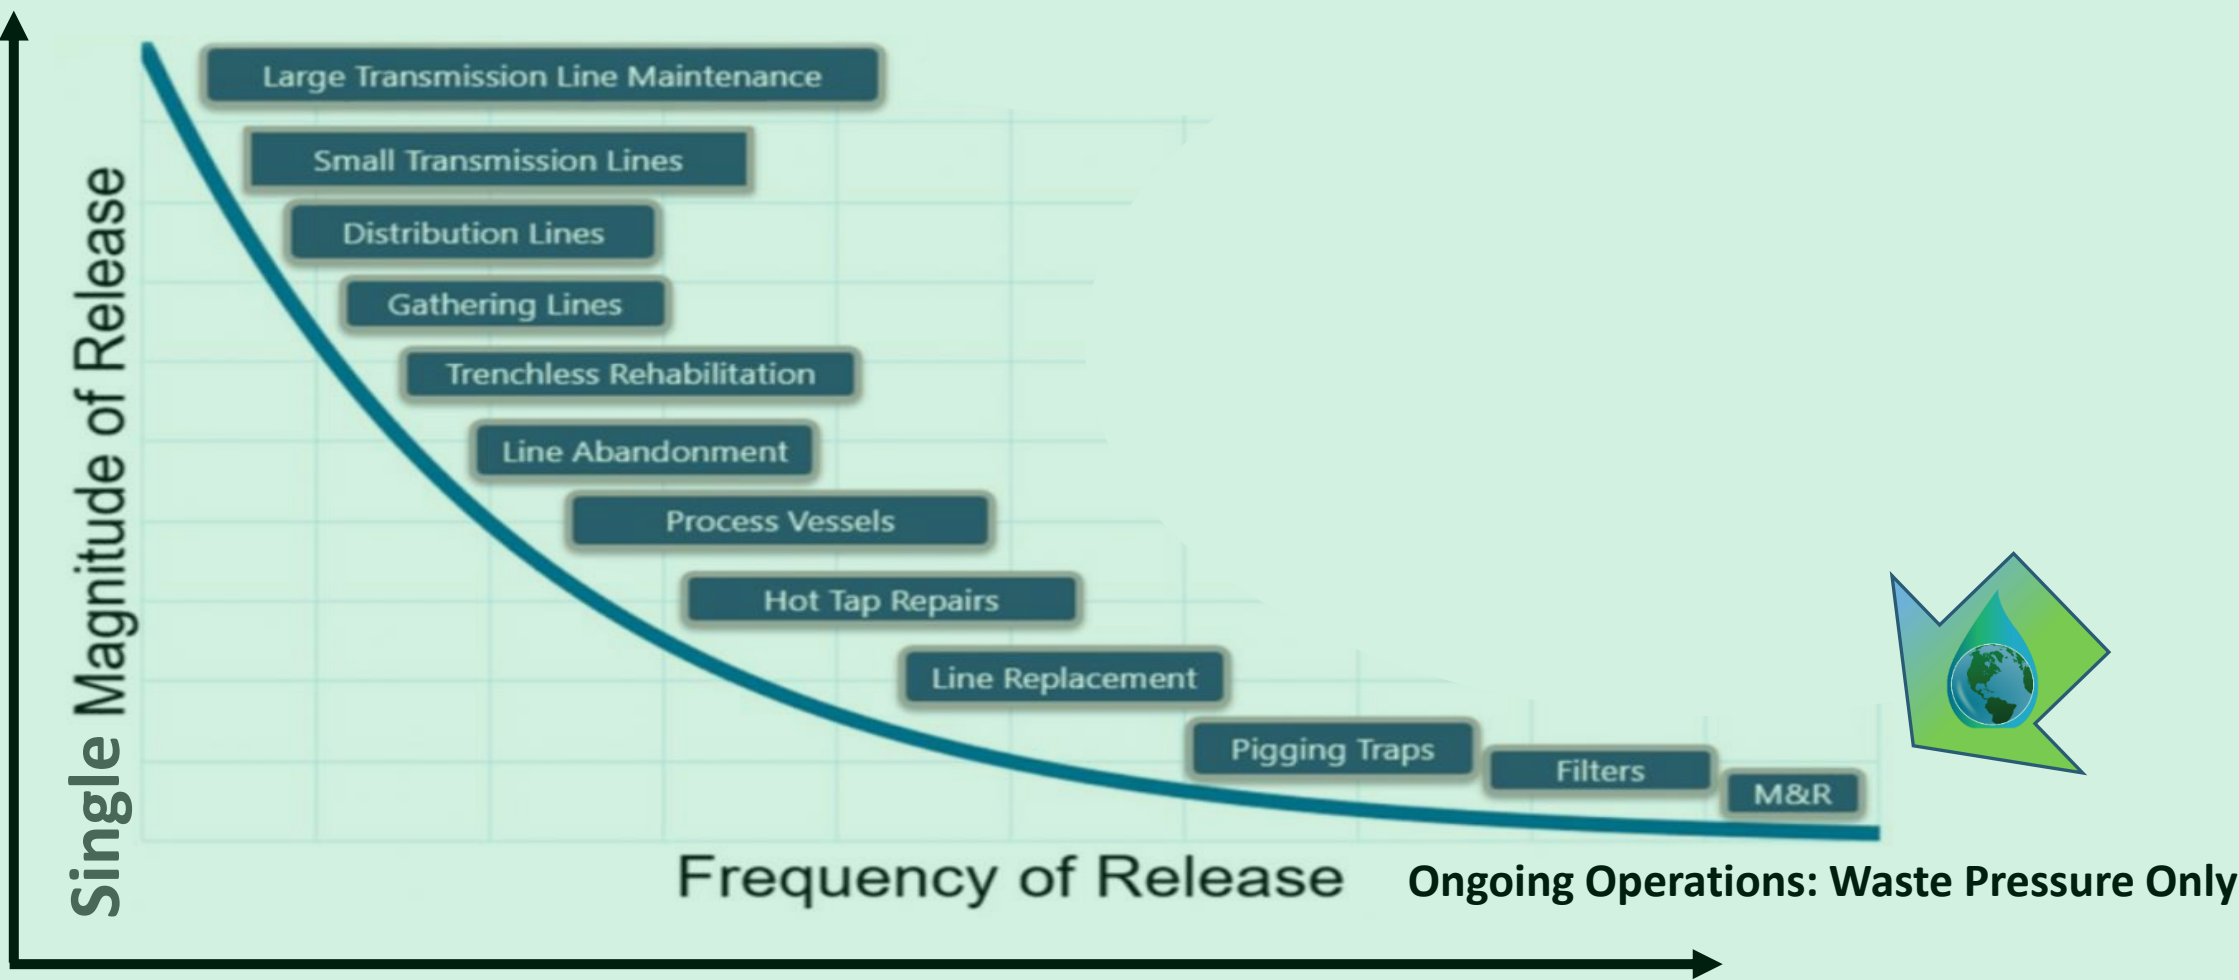 Large Transmission Line Maintenance
Small Transmission Lines
Distribution Lines
Gathering Lines
Trenchless Rehabilitation
Line Abandonment
Process Vessels
Hot Tap Repairs
Line Replacement
Pigging Traps
Filters
M&R
Single Magnitude of Release
Frequency of Release
Ongoing Operations: Waste Pressure Only